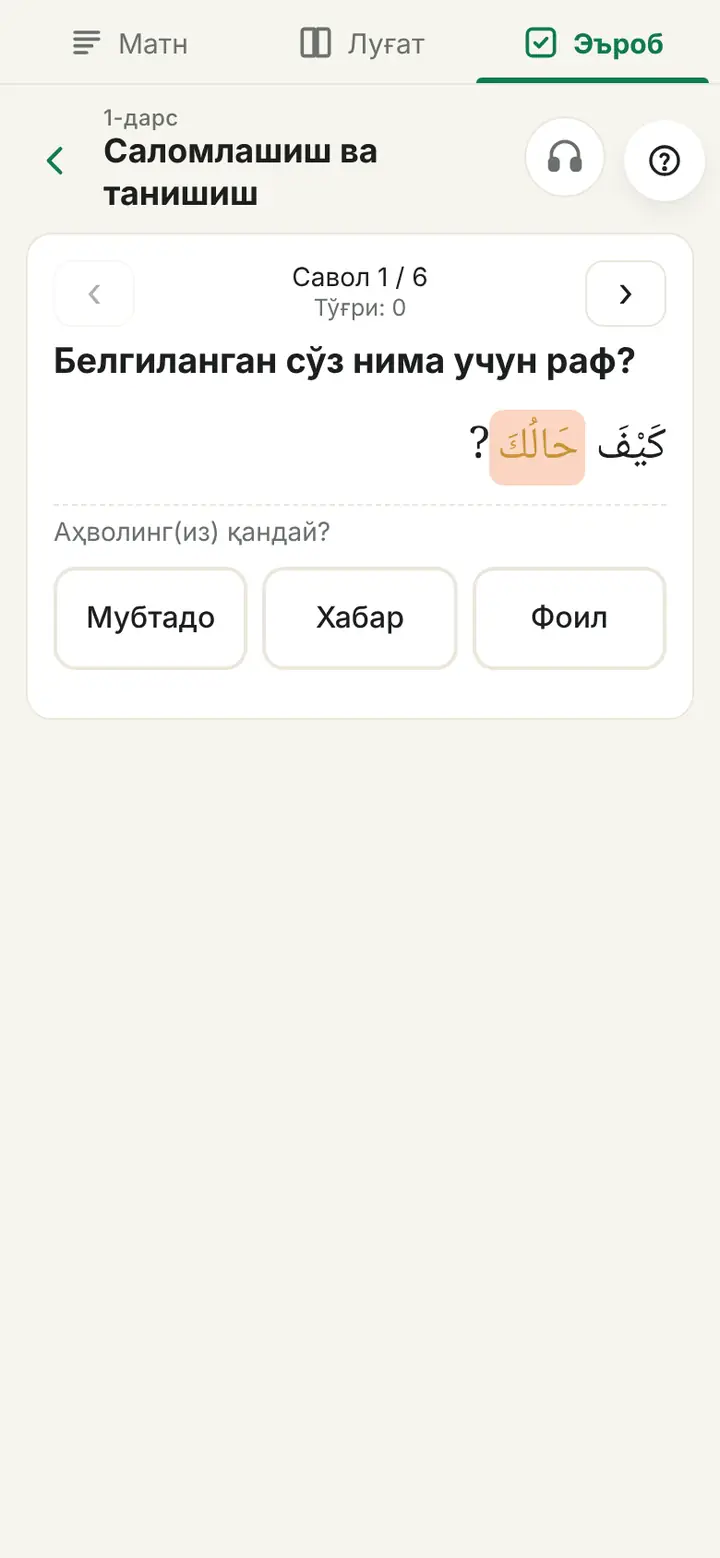 Матн
Луғат
Эъроб
1-дарс
Саломлашиш ва
танишиш
Савол 1 / 6
Тўғри: 0
Белгиланган сўз нима учун раф?
كَيْفَ حَالُكَ?
Аҳволинг(из) қандай?
Мубтадо
Хабар
Фоил